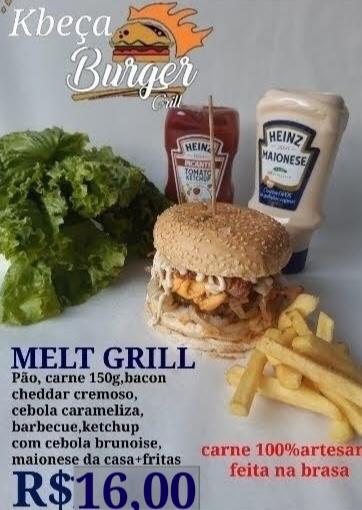 Kbeça
Burger
Grill
HEINZ
PICANTE
TOMATO
KETCHUP
HEINZ
MAIONESE
MELT GRILL
Pão, carne 150g,bacon
cheddar cremoso,
cebola carameliza,
barbecue,ketchup
com cebola brunoise,
maionese da casa+fritas
carne 100%artesar
feita na brasa
R$16,00